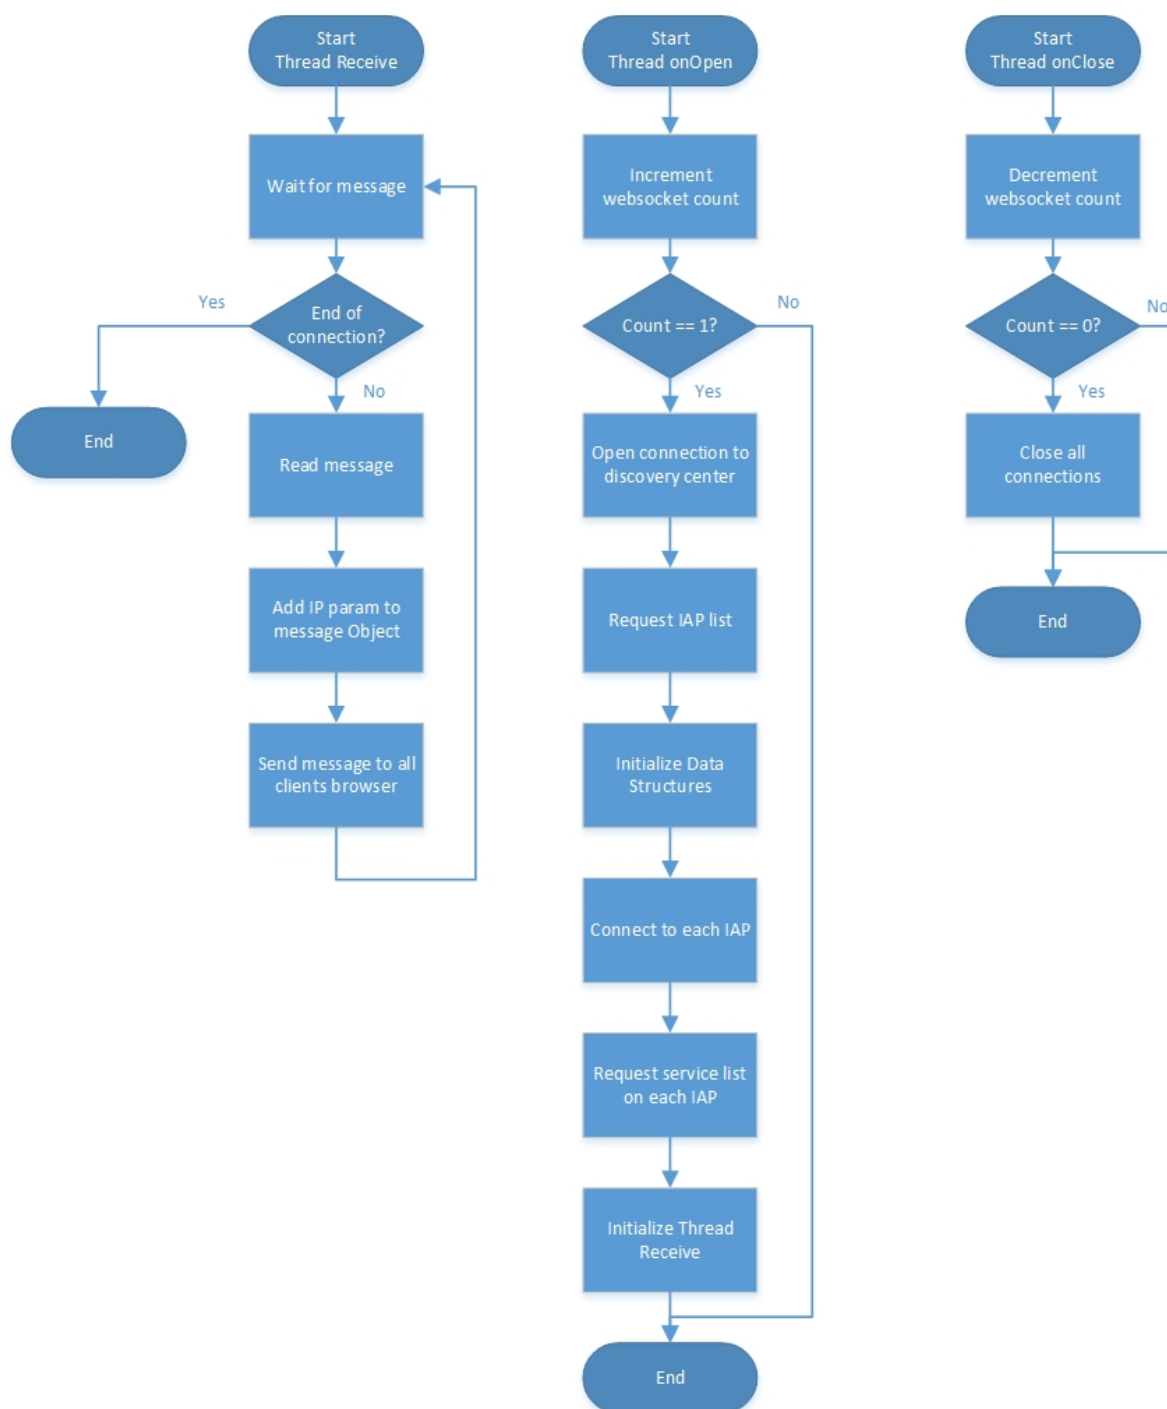 Start
Thread Receive
Wait for message
Yes
End of
connection?
No
End
Read message
Add IP param to
message Object
Send message to all
clients browser
Start
Thread onOpen
Increment
websocket count
No
Count == 1?
Yes
Open connection to
discovery center
Request IAP list
Initialize Data
Structures
Connect to each IAP
Request service list
on each IAP
Initialize Thread
Receive
End
Start
Thread onClose
Decrement
websocket count
No
Count == 0?
Yes
Close all
connections
End